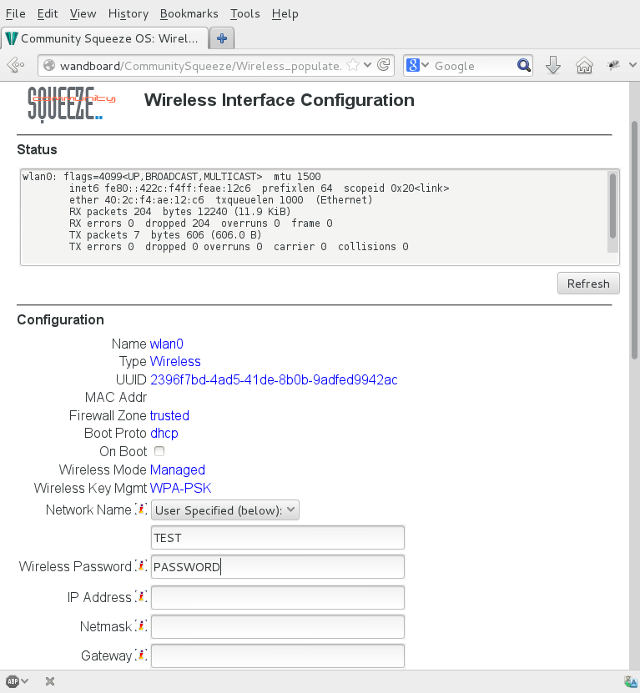 File Edit View History Bookmarks Tools Help
Community Squeeze OS: Wirel...
wandboard/CommunitySqueeze/Wireless_populate.
Google
SQUEEZE community
Wireless Interface Configuration
Status
wlan0: flags=4099<UP,BROADCAST,MULTICAST> mtu 1500
inet6 fe80::422c:f4ff:feae:12c6 prefixlen 64 scopeid 0x20<link>
ether 40:2c:f4:ae:12:c6 txqueuelen 1000 (Ethernet)
RX packets 204 bytes 12240 (11.9 KiB)
RX errors 0 dropped 204 overruns 0 frame 0
TX packets 7 bytes 606 (606.0 B)
TX errors 0 dropped 0 overruns 0 carrier 0 collisions 0
Refresh
Configuration
Name wlan0
Type Wireless
UUID 2396f7bd-4ad5-41de-8b0b-9adfed9942ac
MAC Addr
Firewall Zone trusted
Boot Proto dhcp
On Boot
Wireless Mode Managed
Wireless Key Mgmt WPA-PSK
Network Name User Specified (below):
TEST
Wireless Password PASSWORD
IP Address
Netmask
Gateway
ABP